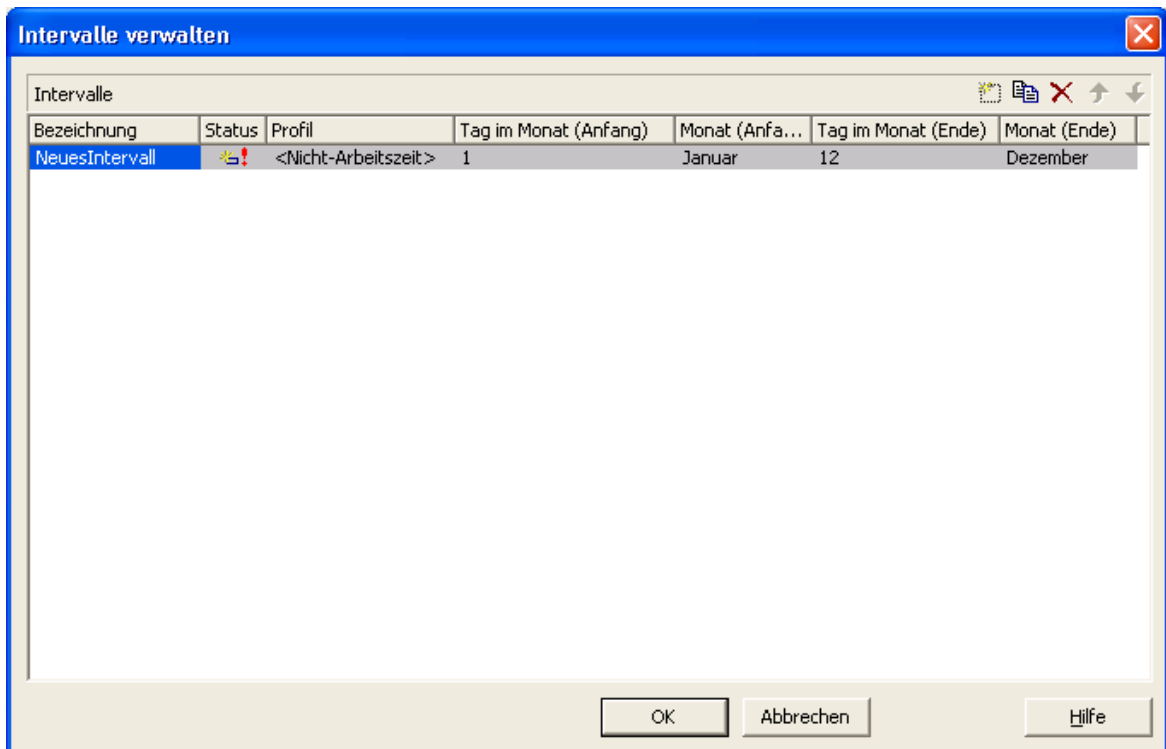 Intervalle verwalten
Intervalle
Bezeichnung Status Profil Tag im Monat (Anfang) Monat (Anfa... Tag im Monat (Ende) Monat (Ende)
NeuesIntervall <Nicht-Arbeitszeit> 1 Januar 12 Dezember
OK Abbrechen Hilfe